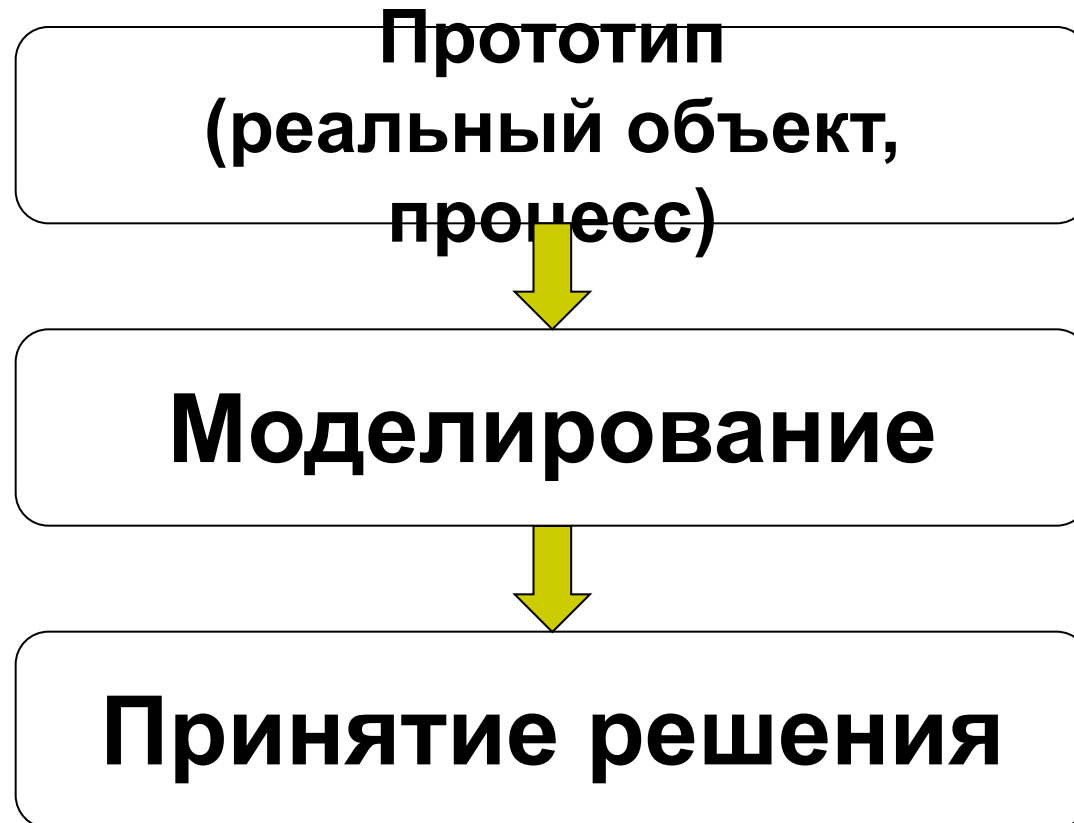 Прототип
(реальный объект,
процесс)
Моделирование
Принятие решения